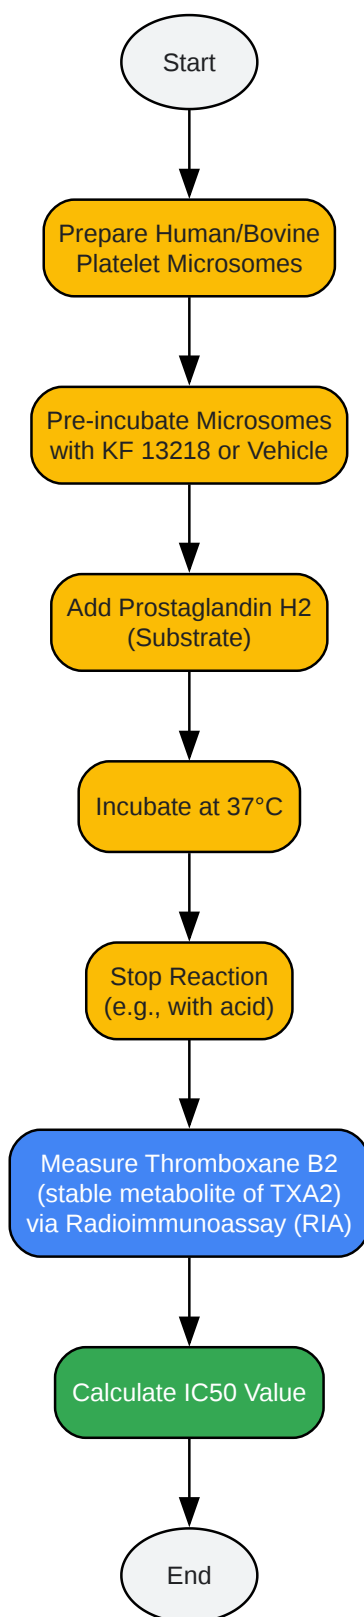 Start
Prepare Human/Bovine
Platelet Microsomes
Pre-incubate Microsomes
with KF 13218 or Vehicle
Add Prostaglandin H2
(Substrate)
Incubate at 37°C
Stop Reaction
(e.g., with acid)
Measure Thromboxane B2
(stable metabolite of TXA2)
via Radioimmunoassay (RIA)
Calculate IC50 Value
End